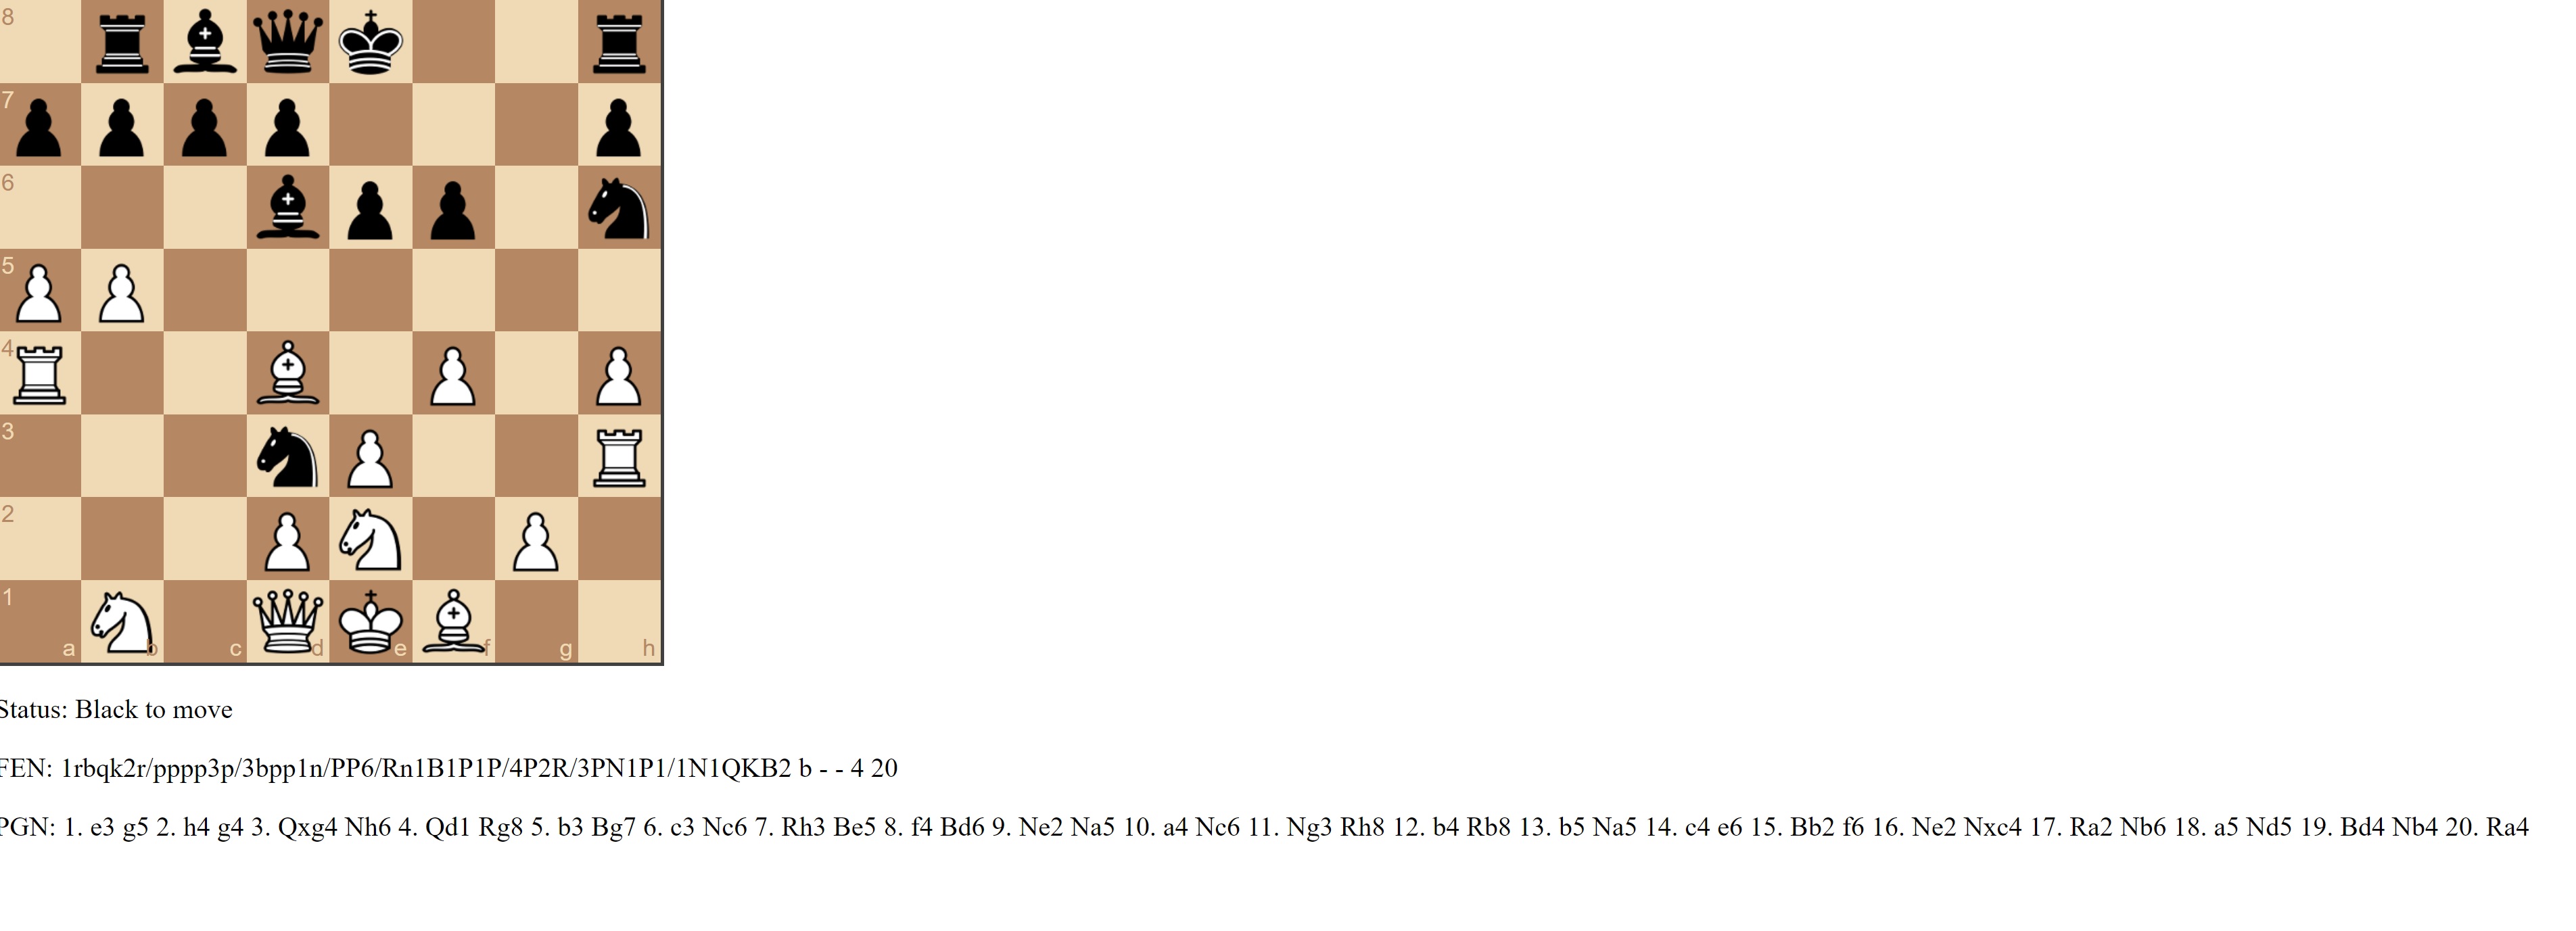 8
7
6
5
4
3
2
1
a b c d e f g h
Status: Black to move
FEN: 1rbqk2r/pppp3p/3bpp1n/PP6/Rn1B1P1P/4P2R/3PN1P1/1N1QKB2 b - - 4 20
PGN: 1. e3 g5 2. h4 g4 3. Qxg4 Nh6 4. Qd1 Rg8 5. b3 Bg7 6. c3 Nc6 7. Rh3 Be5 8. f4 Bd6 9. Ne2 Na5 10. a4 Nc6 11. Ng3 Rh8 12. b4 Rb8 13. b5 Na5 14. c4 e6 15. Bb2 f6 16. Ne2 Nxc4 17. Ra2 Nb6 18. a5 Nd5 19. Bd4 Nb4 20. Ra4